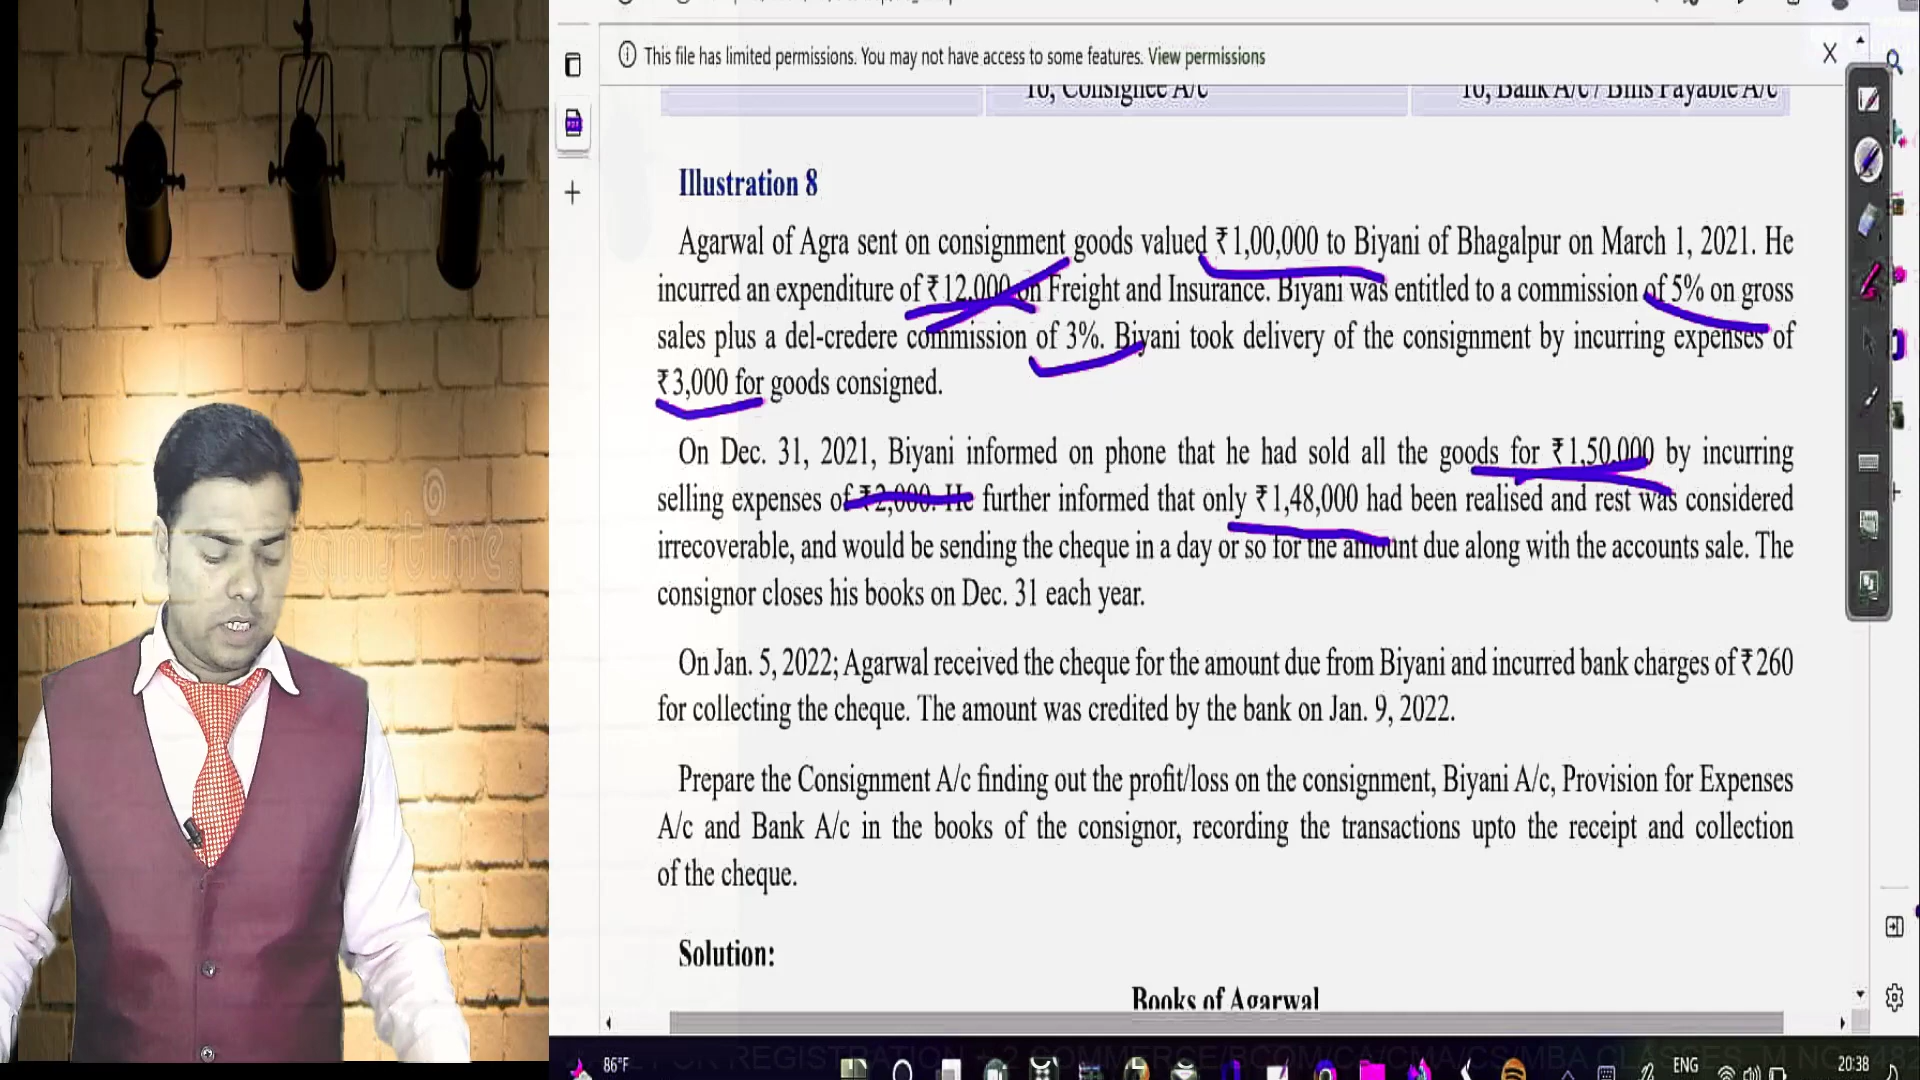 This file has limited permissions. You may not have access to some features. View permissions
To, Consignee A/c
To, Bank A/c / Bills Payable A/c
Illustration 8
Agarwal of Agra sent on consignment goods valued ₹1,00,000 to Biyani of Bhagalpur on March 1, 2021. He
incurred an expenditure of ₹12,000 on Freight and Insurance. Biyani was entitled to a commission of 5% on gross
sales plus a del-credere commission of 3%. Biyani took delivery of the consignment by incurring expenses of
₹3,000 for goods consigned.
On Dec. 31, 2021, Biyani informed on phone that he had sold all the goods for ₹1,50,000 by incurring
selling expenses of ₹2,000. He further informed that only ₹1,48,000 had been realised and rest was considered
irrecoverable, and would be sending the cheque in a day or so for the amount due along with the accounts sale. The
consignor closes his books on Dec. 31 each year.
On Jan. 5, 2022; Agarwal received the cheque for the amount due from Biyani and incurred bank charges of ₹260
for collecting the cheque. The amount was credited by the bank on Jan. 9, 2022.
Prepare the Consignment A/c finding out the profit/loss on the consignment, Biyani A/c, Provision for Expenses
A/c and Bank A/c in the books of the consignor, recording the transactions upto the receipt and collection
of the cheque.
Solution:
Books of Agarwal
86°F
ENG
20:38